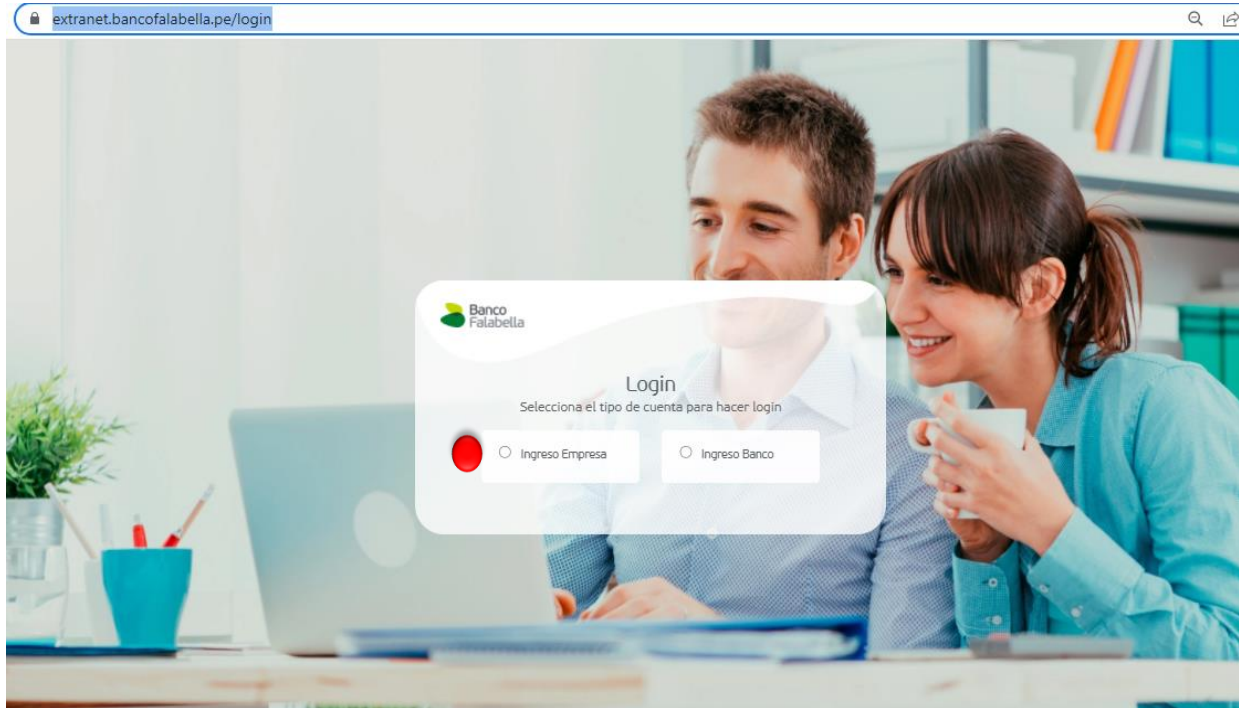 extranet.bancofalabella.pe/login
Banco
Falabella
Login
Selecciona el tipo de cuenta para hacer login
Ingreso Empresa
Ingreso Banco